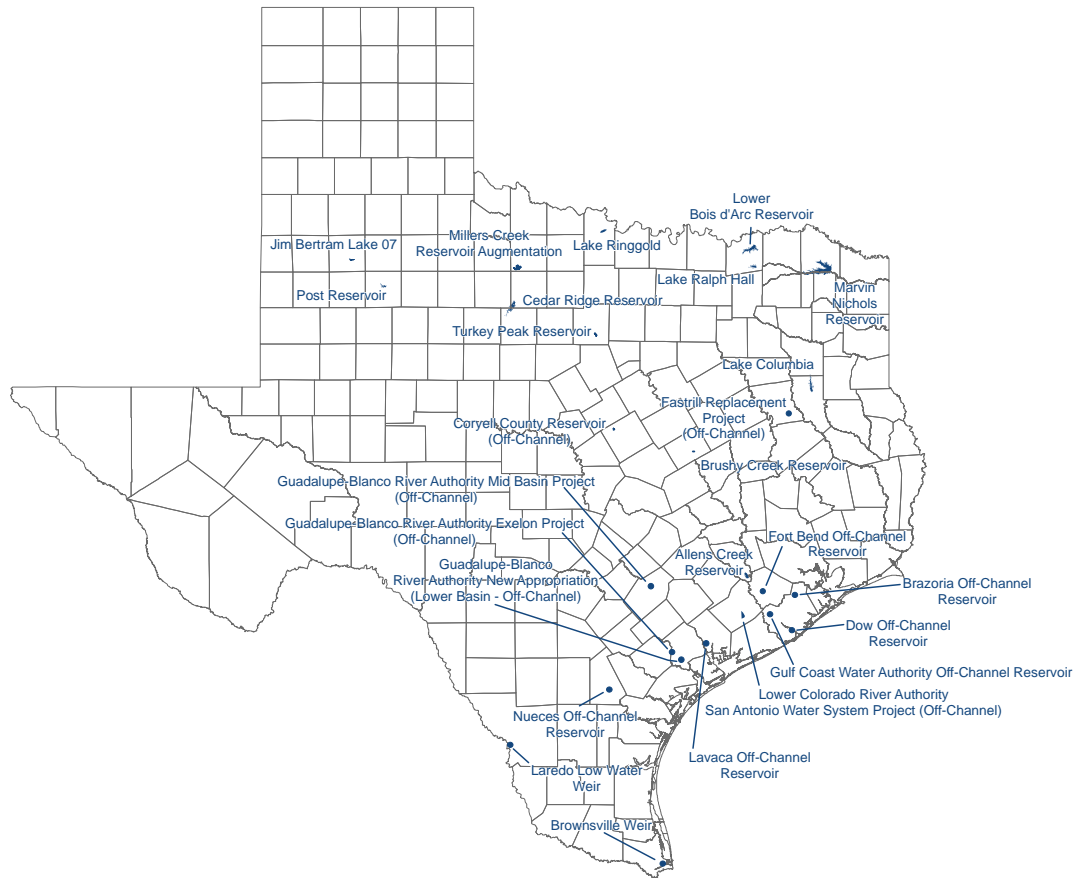 Lower
Bois d'Arc Reservoir
Jim Bertram Lake 07
Millers Creek
Reservoir Augmentation
Lake Ringgold
Lake Ralph Hall
Marvin
Nichols
Reservoir
Post Reservoir
Cedar Ridge Reservoir
Turkey Peak Reservoir
Lake Columbia
Fastrill Replacement
Project
(Off-Channel)
Coryell County Reservoir
(Off-Channel)
Brushy Creek Reservoir
Guadalupe-Blanco River Authority Mid Basin Project
(Off-Channel)
Guadalupe-Blanco River Authority Exelon Project
(Off-Channel)
Fort Bend Off-Channel
Reservoir
Allens Creek
Reservoir
Guadalupe-Blanco
River Authority New Appropriation
(Lower Basin - Off-Channel)
Brazoria Off-Channel
Reservoir
Dow Off-Channel
Reservoir
Gulf Coast Water Authority Off-Channel Reservoir
Lower Colorado River Authority
San Antonio Water System Project (Off-Channel)
Nueces Off-Channel
Reservoir
Lavaca Off-Channel
Reservoir
Laredo Low Water
Weir
Brownsville Weir